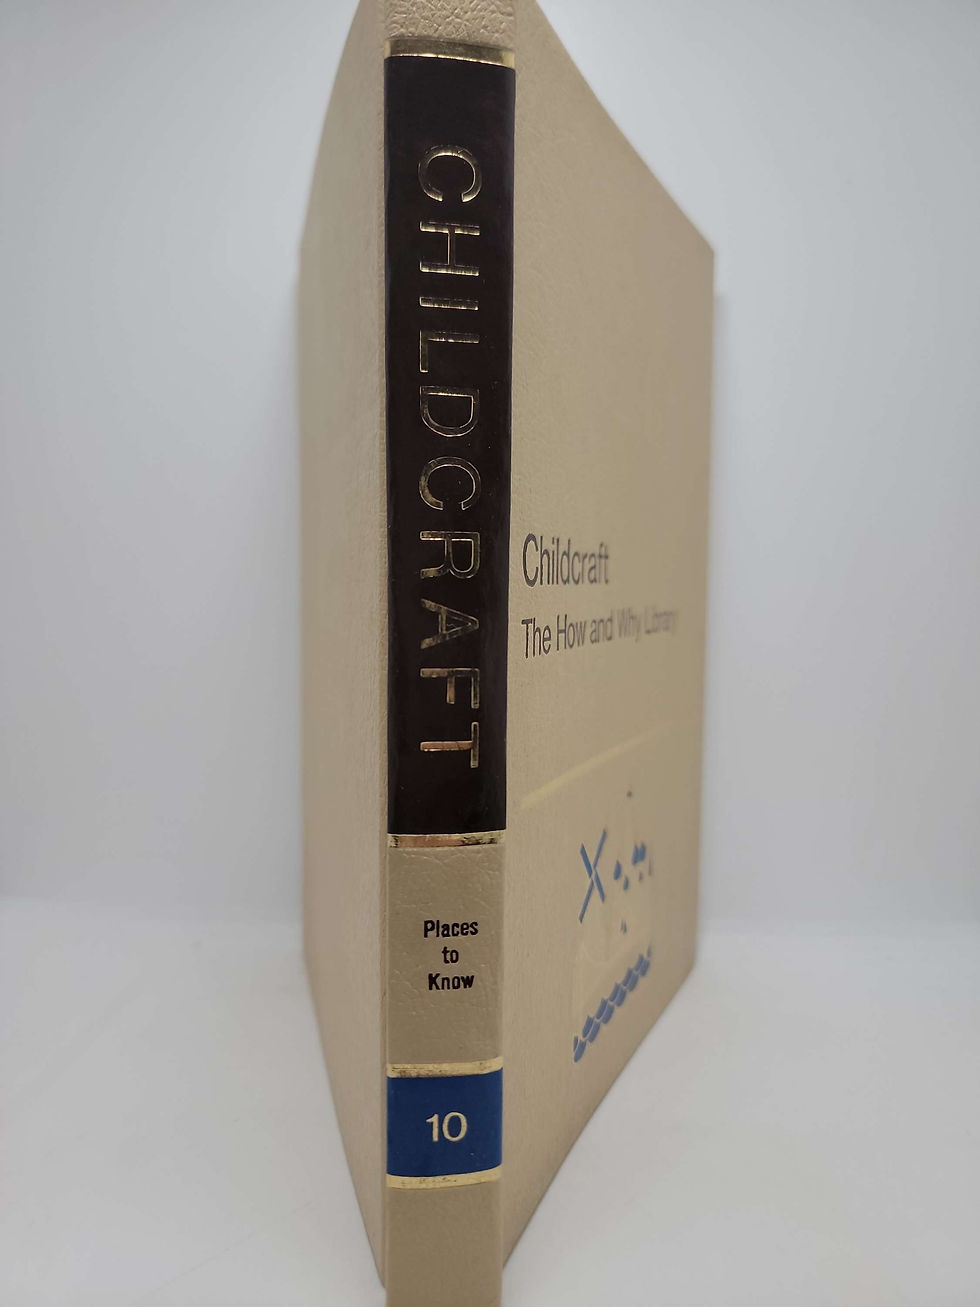 CHILDCRAFT
Places
to
Know
10
Childcraft
The How and Why Library